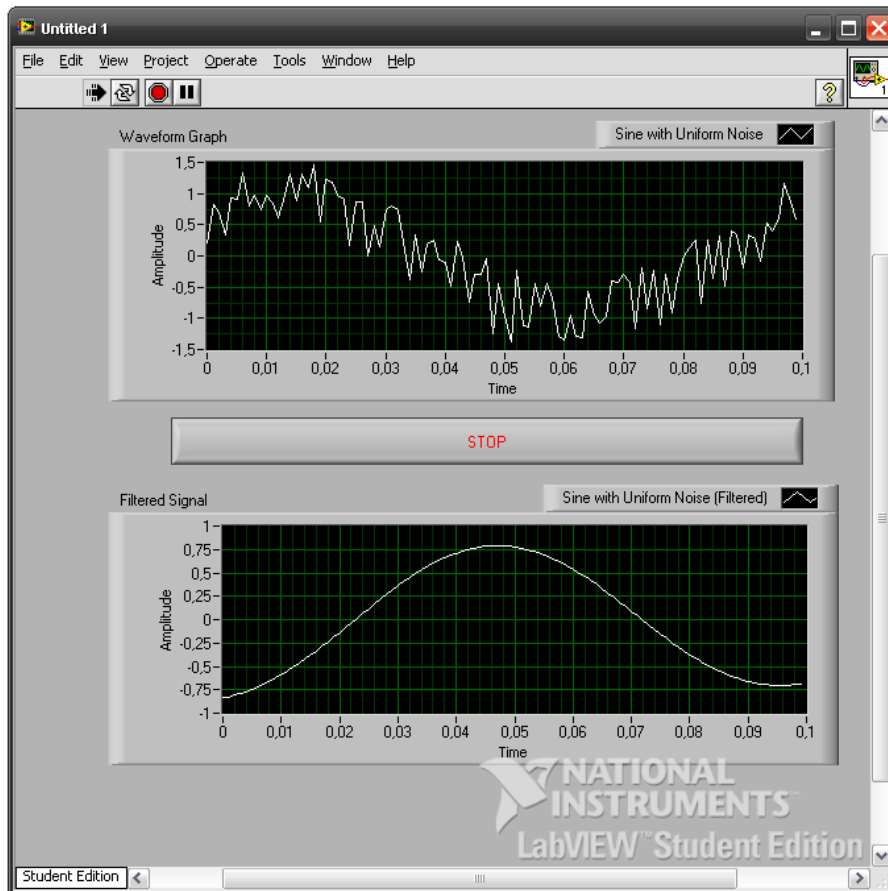 Untitled 1
File Edit View Project Operate Tools Window Help
1
Waveform Graph
Sine with Uniform Noise
1,5
1
0,5
0
-0,5
-1
-1,5
Amplitude
0 0,01 0,02 0,03 0,04 0,05 0,06 0,07 0,08 0,09 0,1
Time
STOP
Filtered Signal
Sine with Uniform Noise (Filtered)
1
0,75
0,5
0,25
0
-0,25
-0,5
-0,75
-1
Amplitude
0 0,01 0,02 0,03 0,04 0,05 0,06 0,07 0,08 0,09 0,1
Time
NATIONAL
INSTRUMENTS™
LabVIEW™ Student Edition
Student Edition